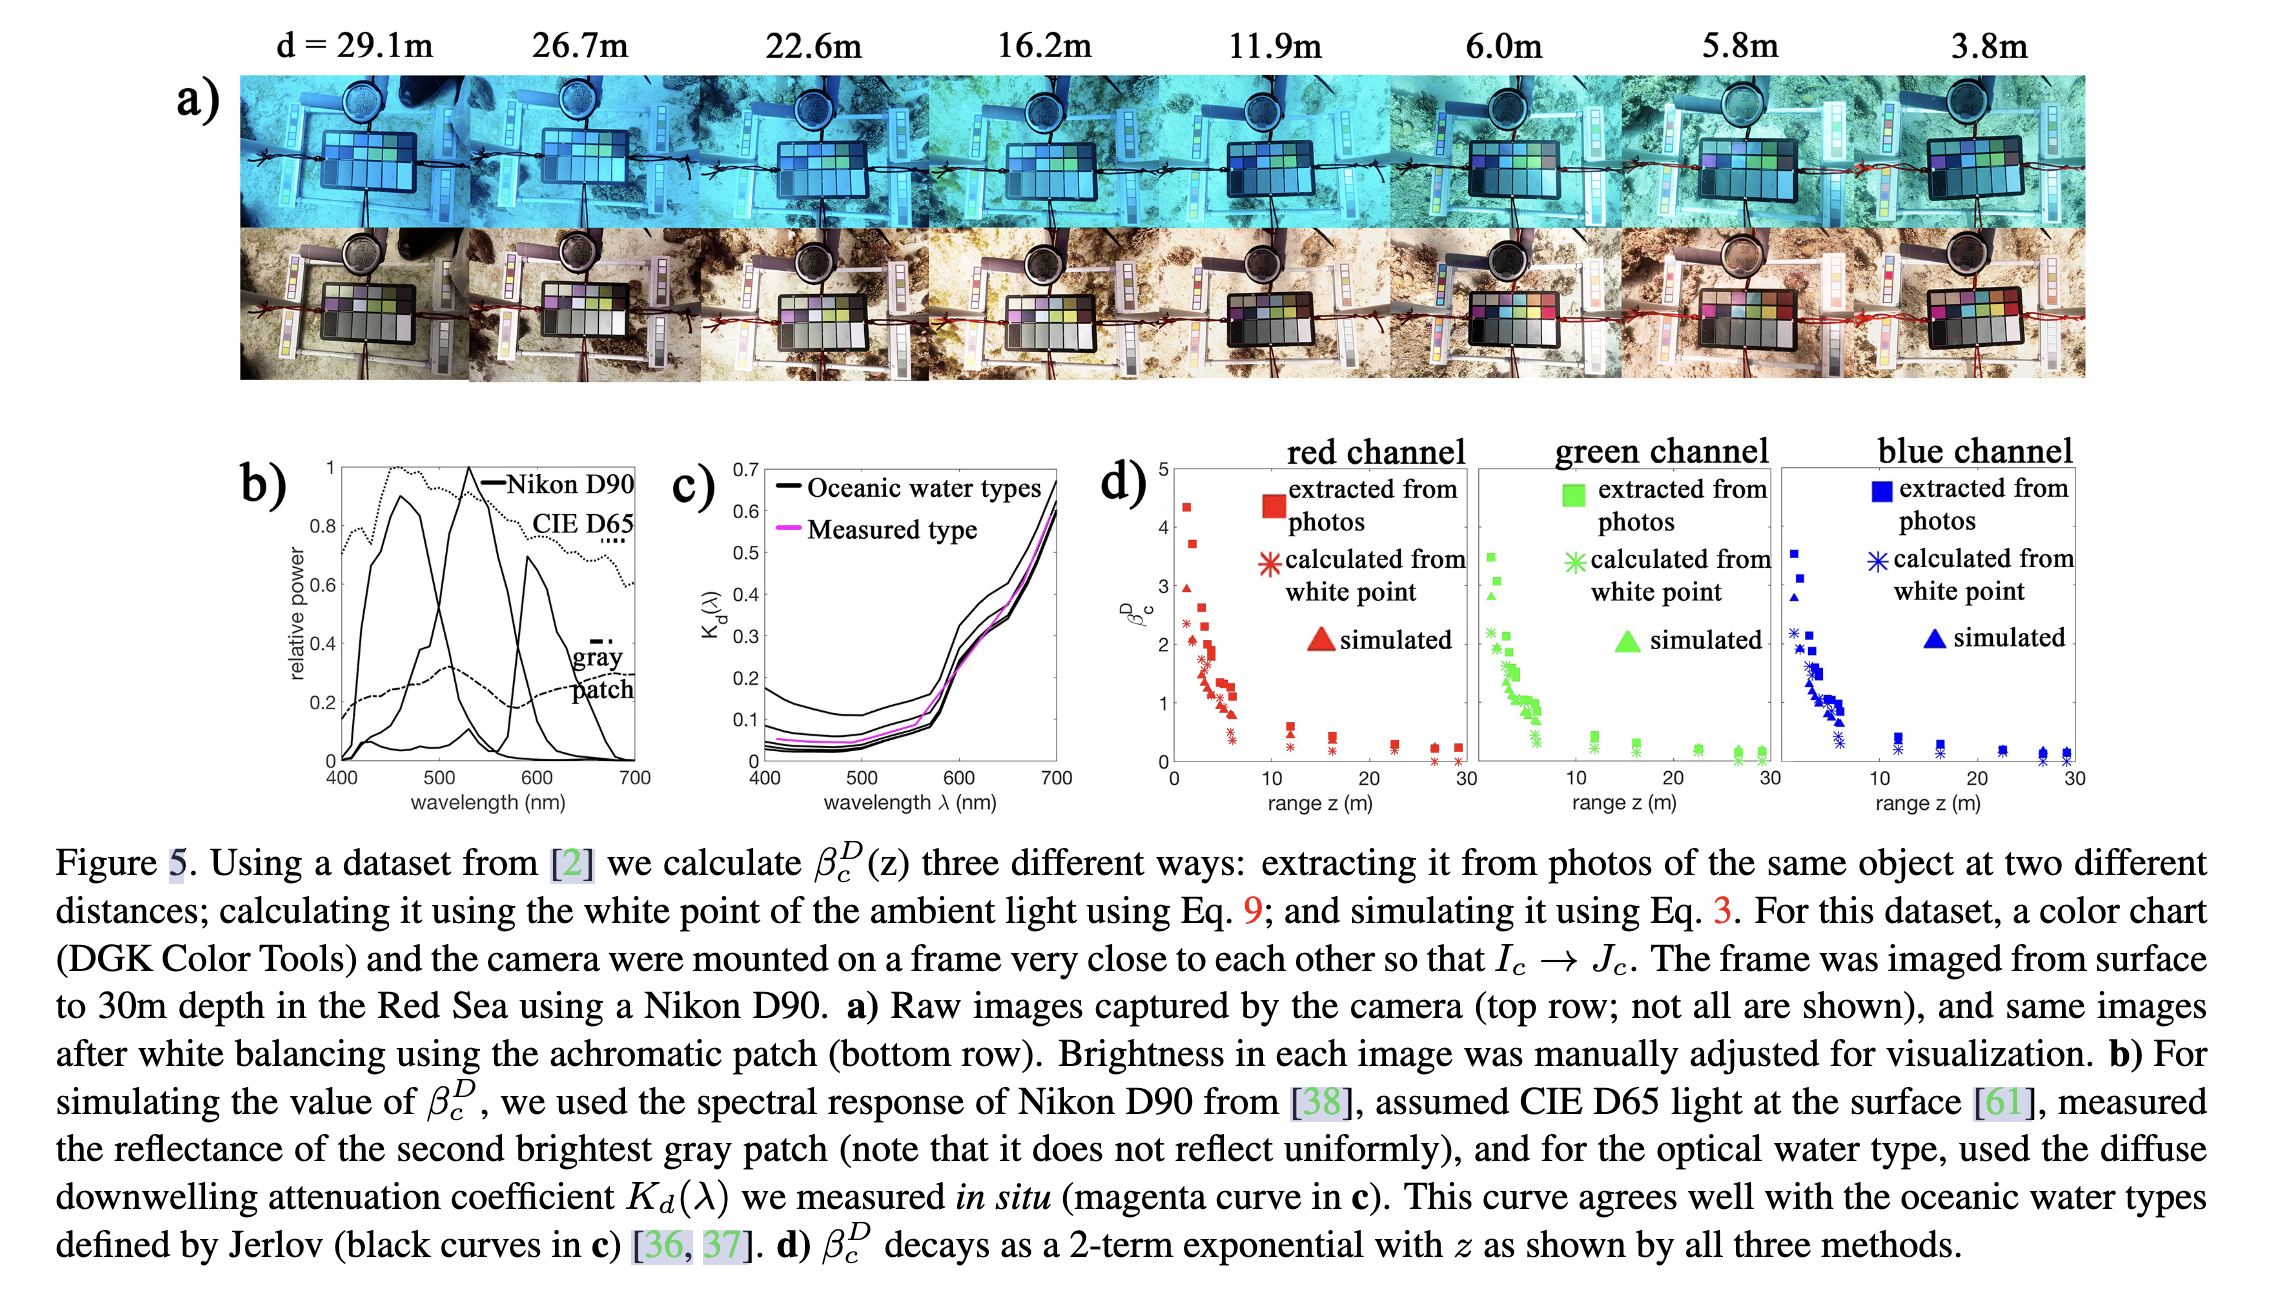 d = 29.1m 26.7m 22.6m 16.2m 11.9m 6.0m 5.8m 3.8m
a)
b)
1
0.8
0.6
0.4
0.2
0
relative power
400 500 600 700
wavelength (nm)
Nikon D90
CIE D65
gray
patch
c)
0.7
0.6
0.5
0.4
0.3
0.2
0.1
0
K_d(λ)
400 500 600 700
wavelength λ (nm)
Oceanic water types
Measured type
d)
5
4
3
2
1
0
β_c^D
red channel
extracted from
photos
calculated from
white point
simulated
0 10 20 30
range z (m)
green channel
extracted from
photos
calculated from
white point
simulated
10 20 30
range z (m)
blue channel
extracted from
photos
calculated from
white point
simulated
10 20 30
range z (m)
Figure 5. Using a dataset from [2] we calculate β_c^D(z) three different ways: extracting it from photos of the same object at two different
distances; calculating it using the white point of the ambient light using Eq. 9; and simulating it using Eq. 3. For this dataset, a color chart
(DGK Color Tools) and the camera were mounted on a frame very close to each other so that I_c → J_c. The frame was imaged from surface
to 30m depth in the Red Sea using a Nikon D90. a) Raw images captured by the camera (top row; not all are shown), and same images
after white balancing using the achromatic patch (bottom row). Brightness in each image was manually adjusted for visualization. b) For
simulating the value of β_c^D, we used the spectral response of Nikon D90 from [38], assumed CIE D65 light at the surface [61], measured
the reflectance of the second brightest gray patch (note that it does not reflect uniformly), and for the optical water type, used the diffuse
downwelling attenuation coefficient K_d(λ) we measured in situ (magenta curve in c). This curve agrees well with the oceanic water types
defined by Jerlov (black curves in c) [36, 37]. d) β_c^D decays as a 2-term exponential with z as shown by all three methods.